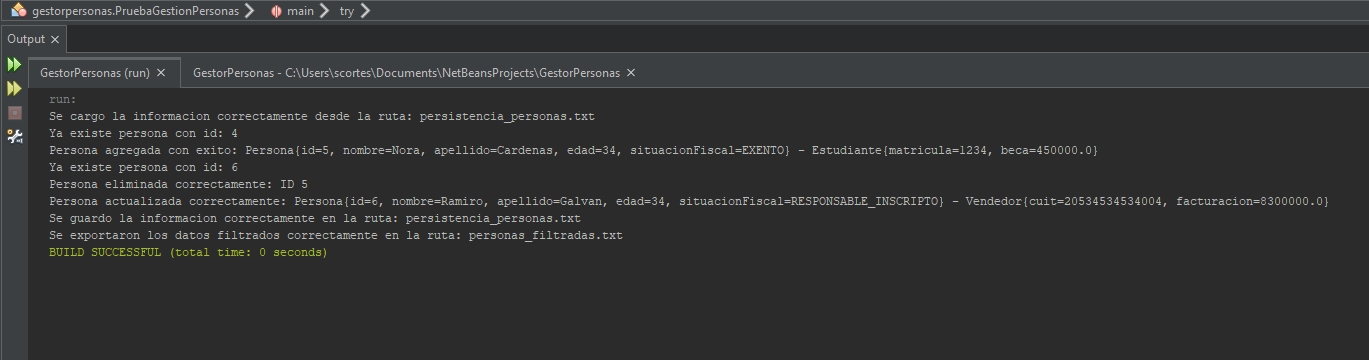 gestorpersonas.PruebaGestionPersonas main try
Output
GestorPersonas (run) GestorPersonas - C:\Users\scortes\Documents\NetBeansProjects\GestorPersonas
run:
Se cargo la informacion correctamente desde la ruta: persistencia_personas.txt
Ya existe persona con id: 4
Persona agregada con exito: Persona{id=5, nombre=Nora, apellido=Cardenas, edad=34, situacionFiscal=EXENTO} - Estudiante{matricula=1234, beca=450000.0}
Ya existe persona con id: 6
Persona eliminada correctamente: ID 5
Persona actualizada correctamente: Persona{id=6, nombre=Ramiro, apellido=Galvan, edad=34, situacionFiscal=RESPONSABLE_INSCRIPTO} - Vendedor{cuit=20534534534004, facturacion=8300000.0}
Se guardo la informacion correctamente en la ruta: persistencia_personas.txt
Se exportaron los datos filtrados correctamente en la ruta: personas_filtradas.txt
BUILD SUCCESSFUL (total time: 0 seconds)